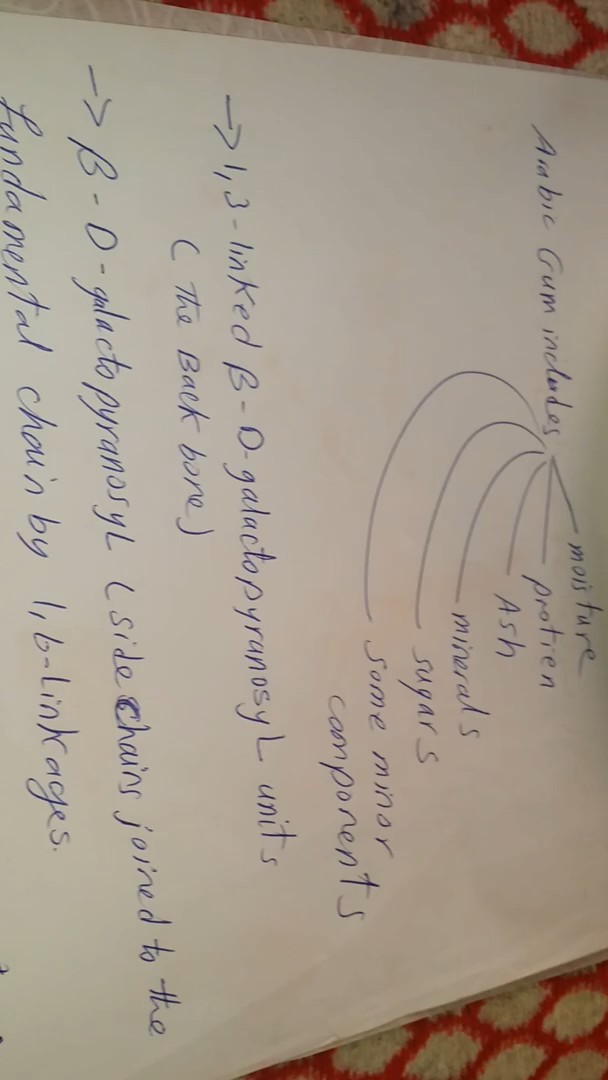 Arabic Gum includes
moisture
protien
Ash
minerals
sugars
some minor
components
→ 1,3-linked β-D-galactopyranosyl units
(The Back bone)
→ β-D-galactopyranosyl (side chains joined to the
fundamental chain by 1,6-linkages.